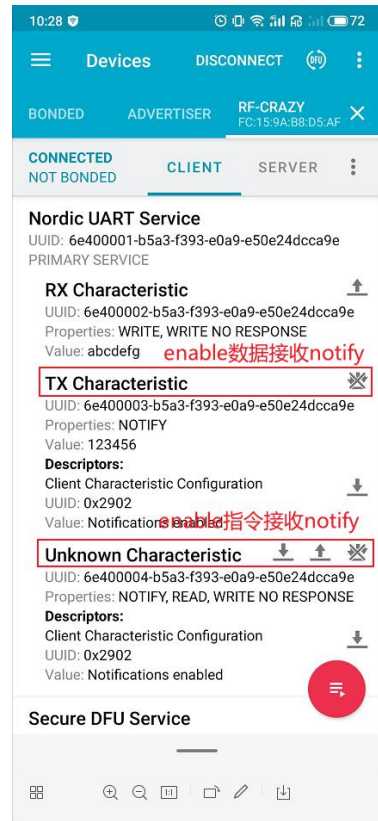 10:28 72
Devices DISCONNECT DFU
BONDED ADVERTISER RF-CRAZY
FC:15:9A:B8:D5:AF
CONNECTED
NOT BONDED CLIENT SERVER
Nordic UART Service
UUID: 6e400001-b5a3-f393-e0a9-e50e24dcca9e
PRIMARY SERVICE
RX Characteristic
UUID: 6e400002-b5a3-f393-e0a9-e50e24dcca9e
Properties: WRITE, WRITE NO RESPONSE
Value: abcdefg enable数据接收notify
TX Characteristic
UUID: 6e400003-b5a3-f393-e0a9-e50e24dcca9e
Properties: NOTIFY
Value: 123456
Descriptors:
Client Characteristic Configuration
UUID: 0x2902
Value: Notifications enabled enable指令接收notify
Unknown Characteristic
UUID: 6e400004-b5a3-f393-e0a9-e50e24dcca9e
Properties: NOTIFY, READ, WRITE NO RESPONSE
Descriptors:
Client Characteristic Configuration
UUID: 0x2902
Value: Notifications enabled
Secure DFU Service
1:1